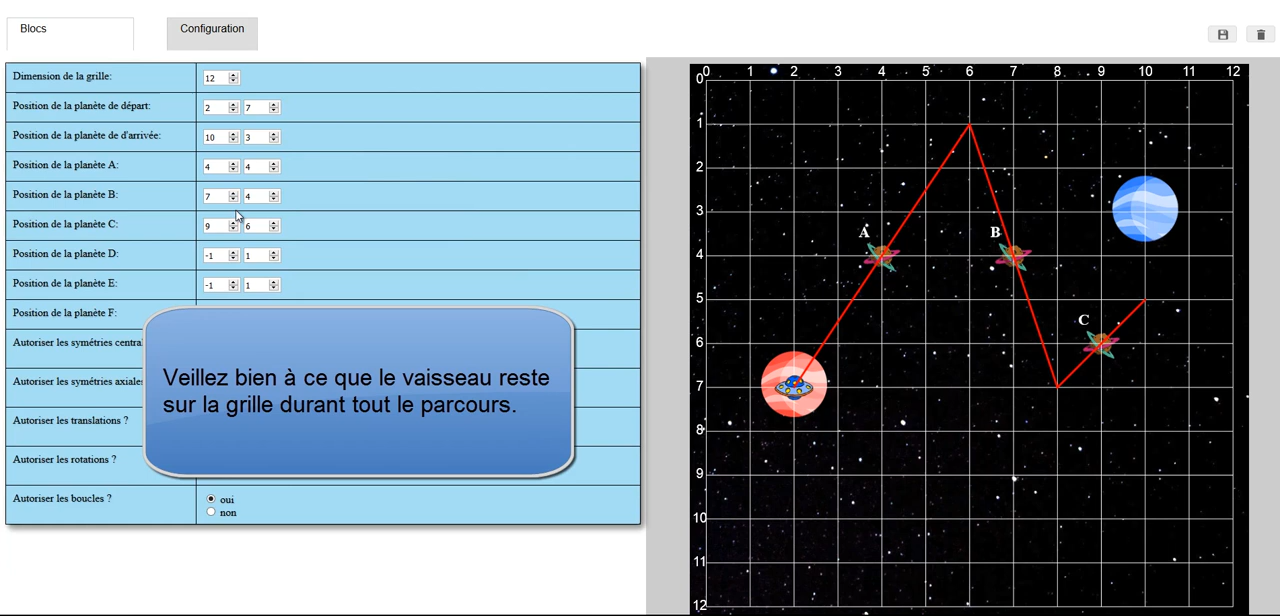 Blocs
Configuration
Dimension de la grille: 12
Position de la planète de départ: 2 7
Position de la planète de d'arrivée: 10 3
Position de la planète A: 4 4
Position de la planète B: 7 4
Position de la planète C: 9 6
Position de la planète D: -1 1
Position de la planète E: -1 1
Position de la planète F:
Autoriser les symétries central
Autoriser les symétries axiales
Autoriser les translations ?
Autoriser les rotations ?
Autoriser les boucles ? oui
non
Veillez bien à ce que le vaisseau reste
sur la grille durant tout le parcours.
0 1 2 3 4 5 6 7 8 9 10 11 12
0
1
2
3
A B
4
5
C
6
7
8
9
10
11
12